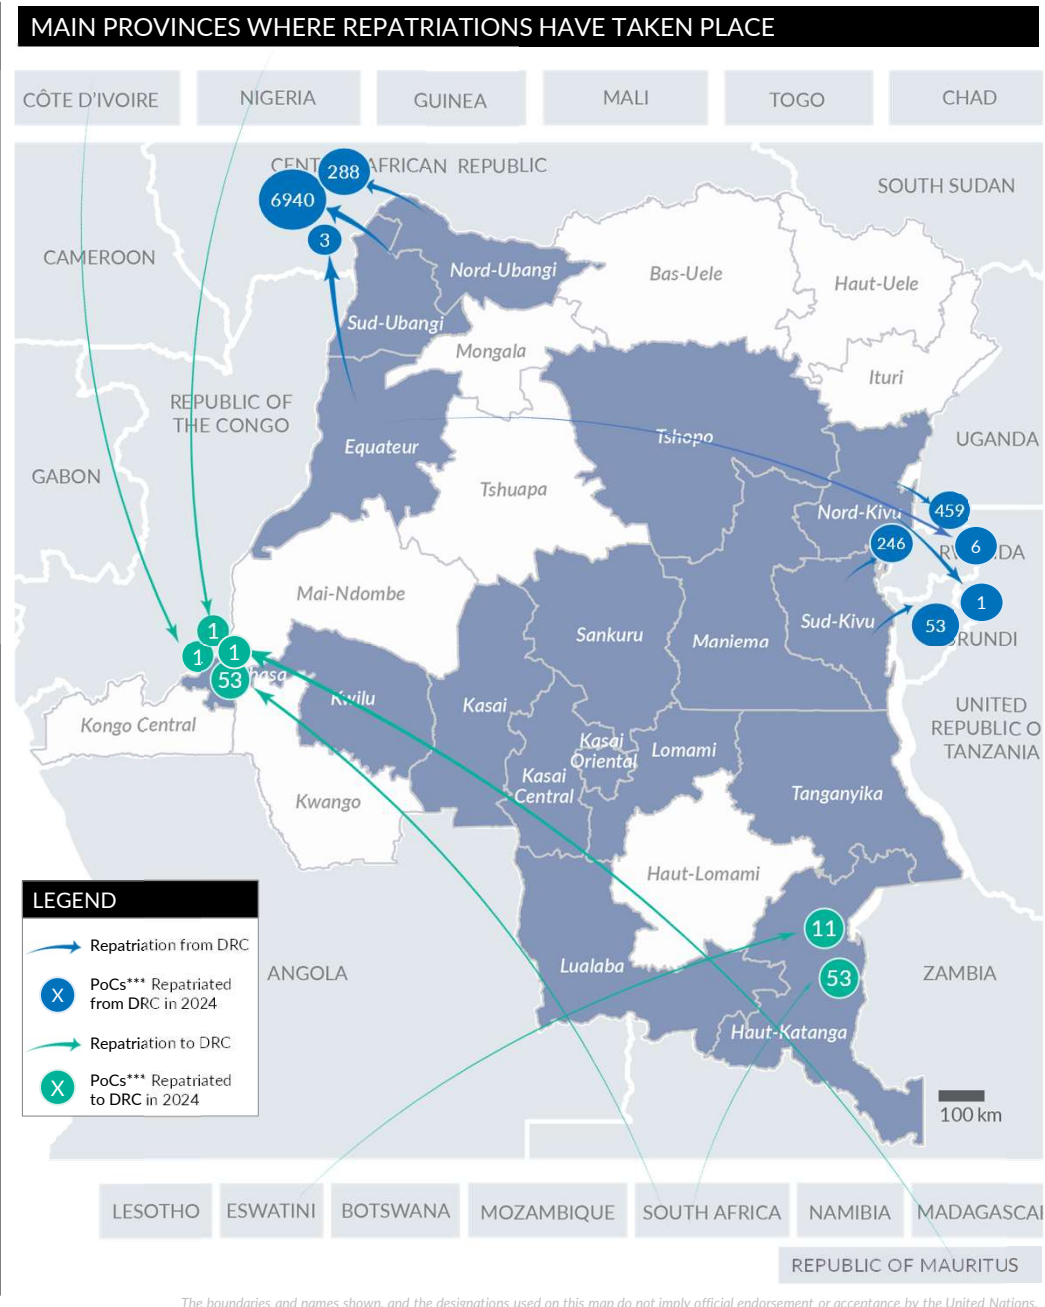 MAIN PROVINCES WHERE REPATRIATIONS HAVE TAKEN PLACE
CÔTE D'IVOIRE
NIGERIA
GUINEA
MALI
TOGO
CHAD
AFRICAN REPUBLIC
288
6940
3
SOUTH SUDAN
CAMEROON
Nord-Ubangi
Bas-Uele
Haut-Uele
Sud-Ubangi
Mongala
Ituri
REPUBLIC OF
THE CONGO
Equateur
Tshopo
UGANDA
GABON
Tshuapa
Nord-Kivu
459
246
6
Mai-Ndombe
1
Sankuru
Maniema
Sud-Kivu
53
1
1
1
53
Kwilu
Kasai
Kongo Central
UNITED
REPUBLIC O
TANZANIA
Kasai
Oriental
Lomami
Kasai
Central
Kwango
Tanganyika
Haut-Lomami
LEGEND
Repatriation from DRC
X
PoCs*** Repatriated
from DRC in 2024
Repatriation to DRC
X
PoCs*** Repatriated
to DRC in 2024
11
Lualaba
53
ANGOLA
ZAMBIA
Haut-Katanga
100 km
LESOTHO
ESWATINI
BOTSWANA
MOZAMBIQUE
SOUTH AFRICA
NAMIBIA
MADAGASCAR
REPUBLIC OF MAURITUS
The boundaries and names shown, and the designations used on this map do not imply official endorsement or acceptance by the United Nations.